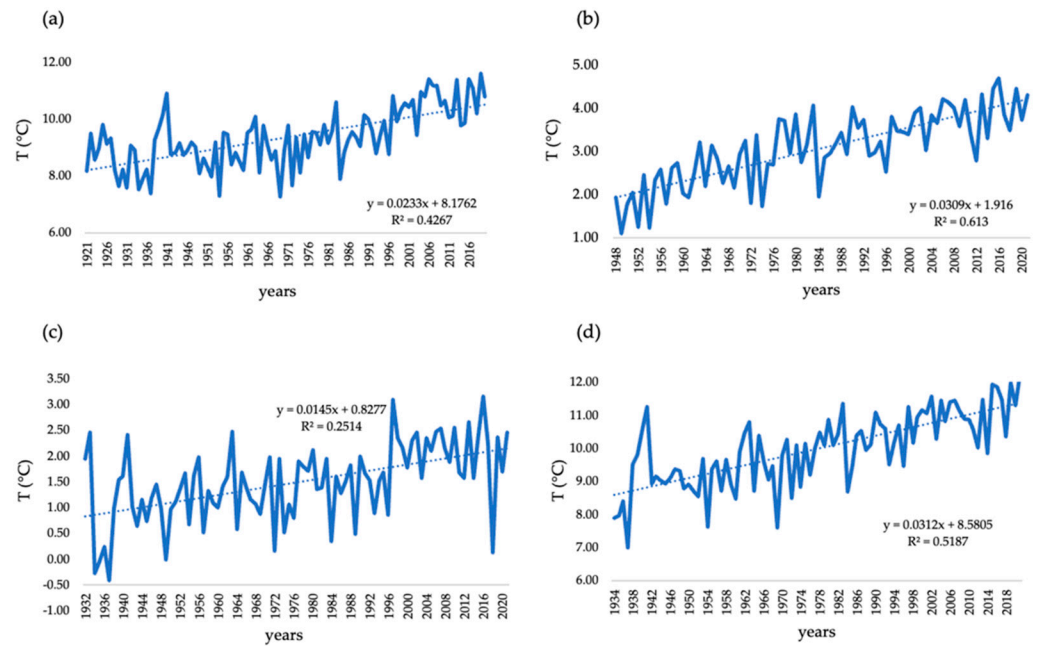 (a)
12.00
10.00
8.00
6.00
T (°C)
y = 0.0233x + 8.1762
R² = 0.4267
1921 1926 1931 1936 1941 1946 1951 1956 1961 1966 1971 1976 1981 1986 1991 1996 2001 2006 2011 2016
years
(b)
5.00
4.00
3.00
2.00
1.00
T (°C)
y = 0.0309x + 1.916
R² = 0.613
1948 1952 1956 1960 1964 1968 1972 1976 1980 1984 1988 1992 1996 2000 2004 2008 2012 2016 2020
years
(c)
3.50
3.00
2.50
2.00
1.50
1.00
0.50
0.00
-0.50
-1.00
T (°C)
y = 0.0145x + 0.8277
R² = 0.2514
1932 1936 1940 1944 1948 1952 1956 1960 1964 1968 1972 1976 1980 1984 1988 1992 1996 2000 2004 2008 2012 2016 2020
years
(d)
12.00
11.00
10.00
9.00
8.00
7.00
6.00
T (°C)
y = 0.0312x + 8.5805
R² = 0.5187
1934 1938 1942 1946 1950 1954 1958 1962 1966 1970 1974 1978 1982 1986 1990 1994 1998 2002 2006 2010 2014 2018
years